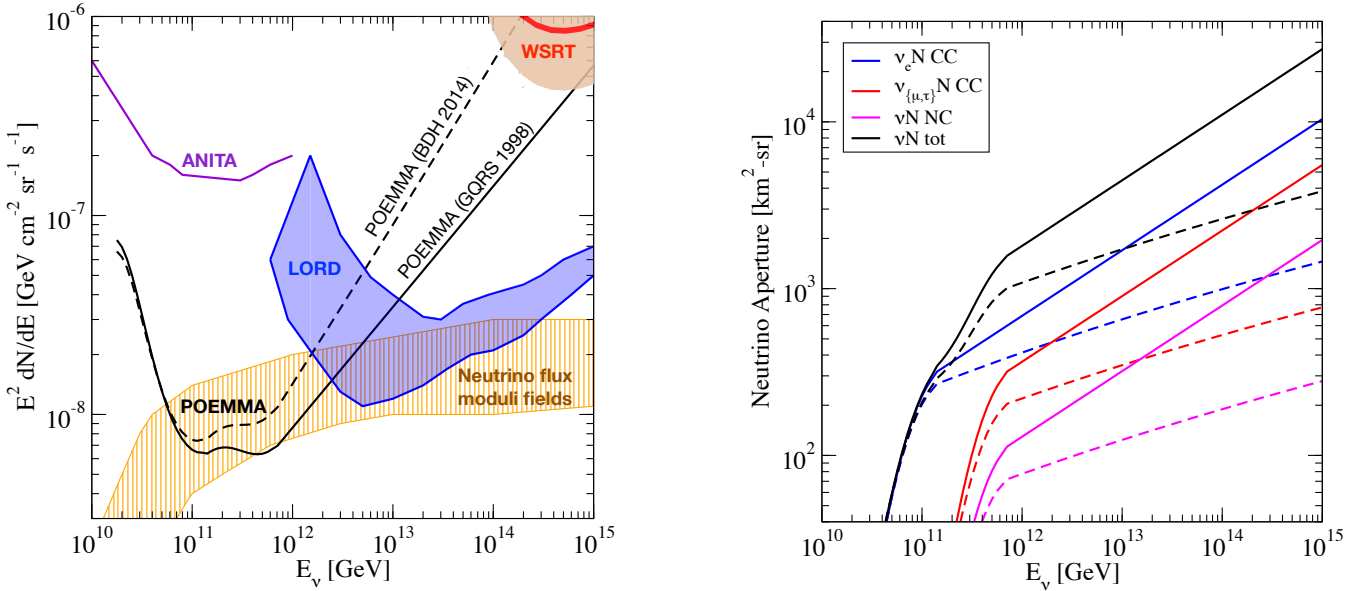 10^-6
10^-7
10^-8
E^2 dN/dE [GeV cm^-2 sr^-1 s^-1]
ANITA
POEMMA (BDH 2014)
POEMMA (GQRS 1998)
WSRT
LORD
POEMMA
Neutrino flux
moduli fields
10^10 10^11 10^12 10^13 10^14 10^15
E_ν [GeV]
ν_e N CC
ν_{μ,τ} N CC
νN NC
νN tot
10^4
10^3
10^2
Neutrino Aperture [km^2-sr]
10^10 10^11 10^12 10^13 10^14 10^15
E_ν [GeV]